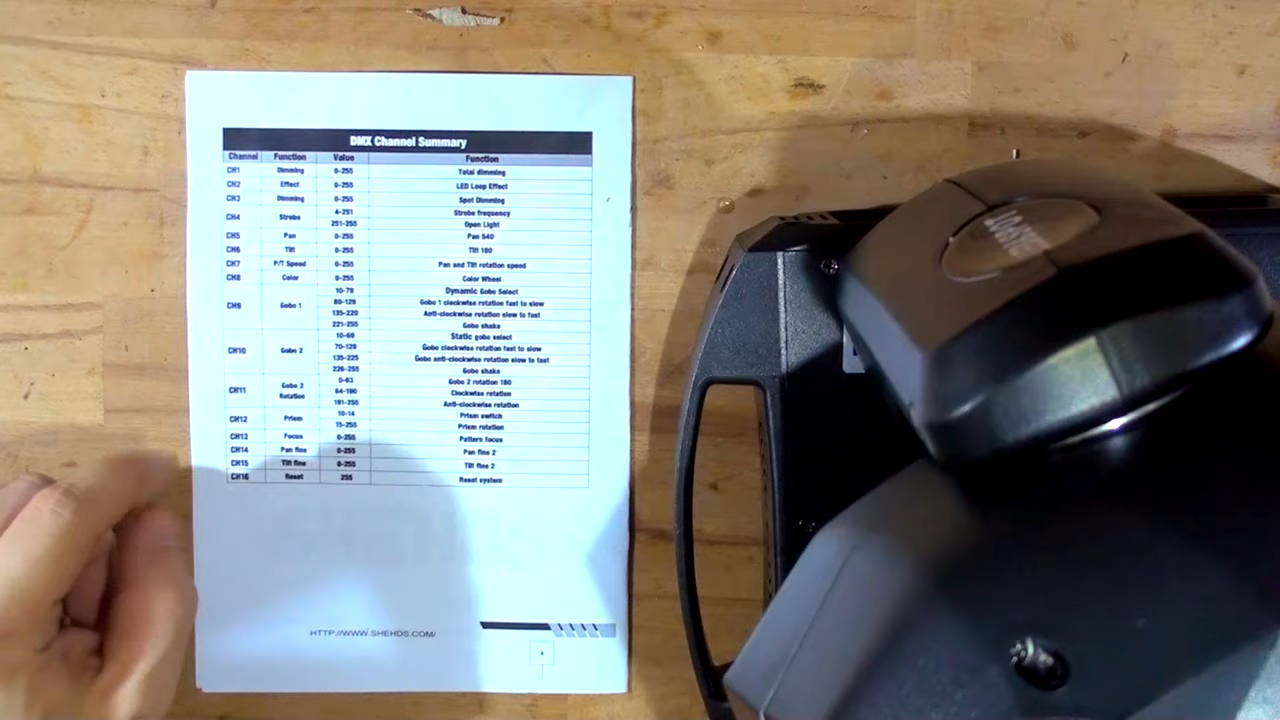 DMX Channel Summary
Channel Function Value Function
CH1 Dimming 0-255 Total dimming
CH2 Effect 0-255 LED Loop Effect
CH3 Dimming 0-255 Spot Dimming
CH4 Strobe 4-251 Strobe frequency
251-255 Open Light
CH5 Pan 0-255 Pan 540
CH6 Tilt 0-255 Tilt 180
CH7 P/T Speed 0-255 Pan and Tilt rotation speed
CH8 Color 0-255 Color Wheel
CH9 Gobo 1 10-79 Dynamic Gobo Select
80-129 Gobo 1 clockwise rotation fast to slow
135-220 Anti-clockwise rotation slow to fast
221-255 Gobo shake
CH10 Gobo 2 10-69 Static gobo select
70-129 Gobo clockwise rotation fast to slow
135-225 Gobo anti-clockwise rotation slow to fast
226-255 Gobo shake
CH11 Gobo 2 Rotation 0-63 Gobo 2 rotation 180
64-190 Clockwise rotation
191-255 Anti-clockwise rotation
CH12 Prism 10-14 Prism switch
15-255 Prism rotation
CH13 Focus 0-255 Pattern focus
CH14 Pan fine 0-255 Pan fine 2
CH15 Tilt fine 0-255 Tilt fine 2
CH16 Reset 255 Reset system
HTTP://WWW.SHEHDS.COM/